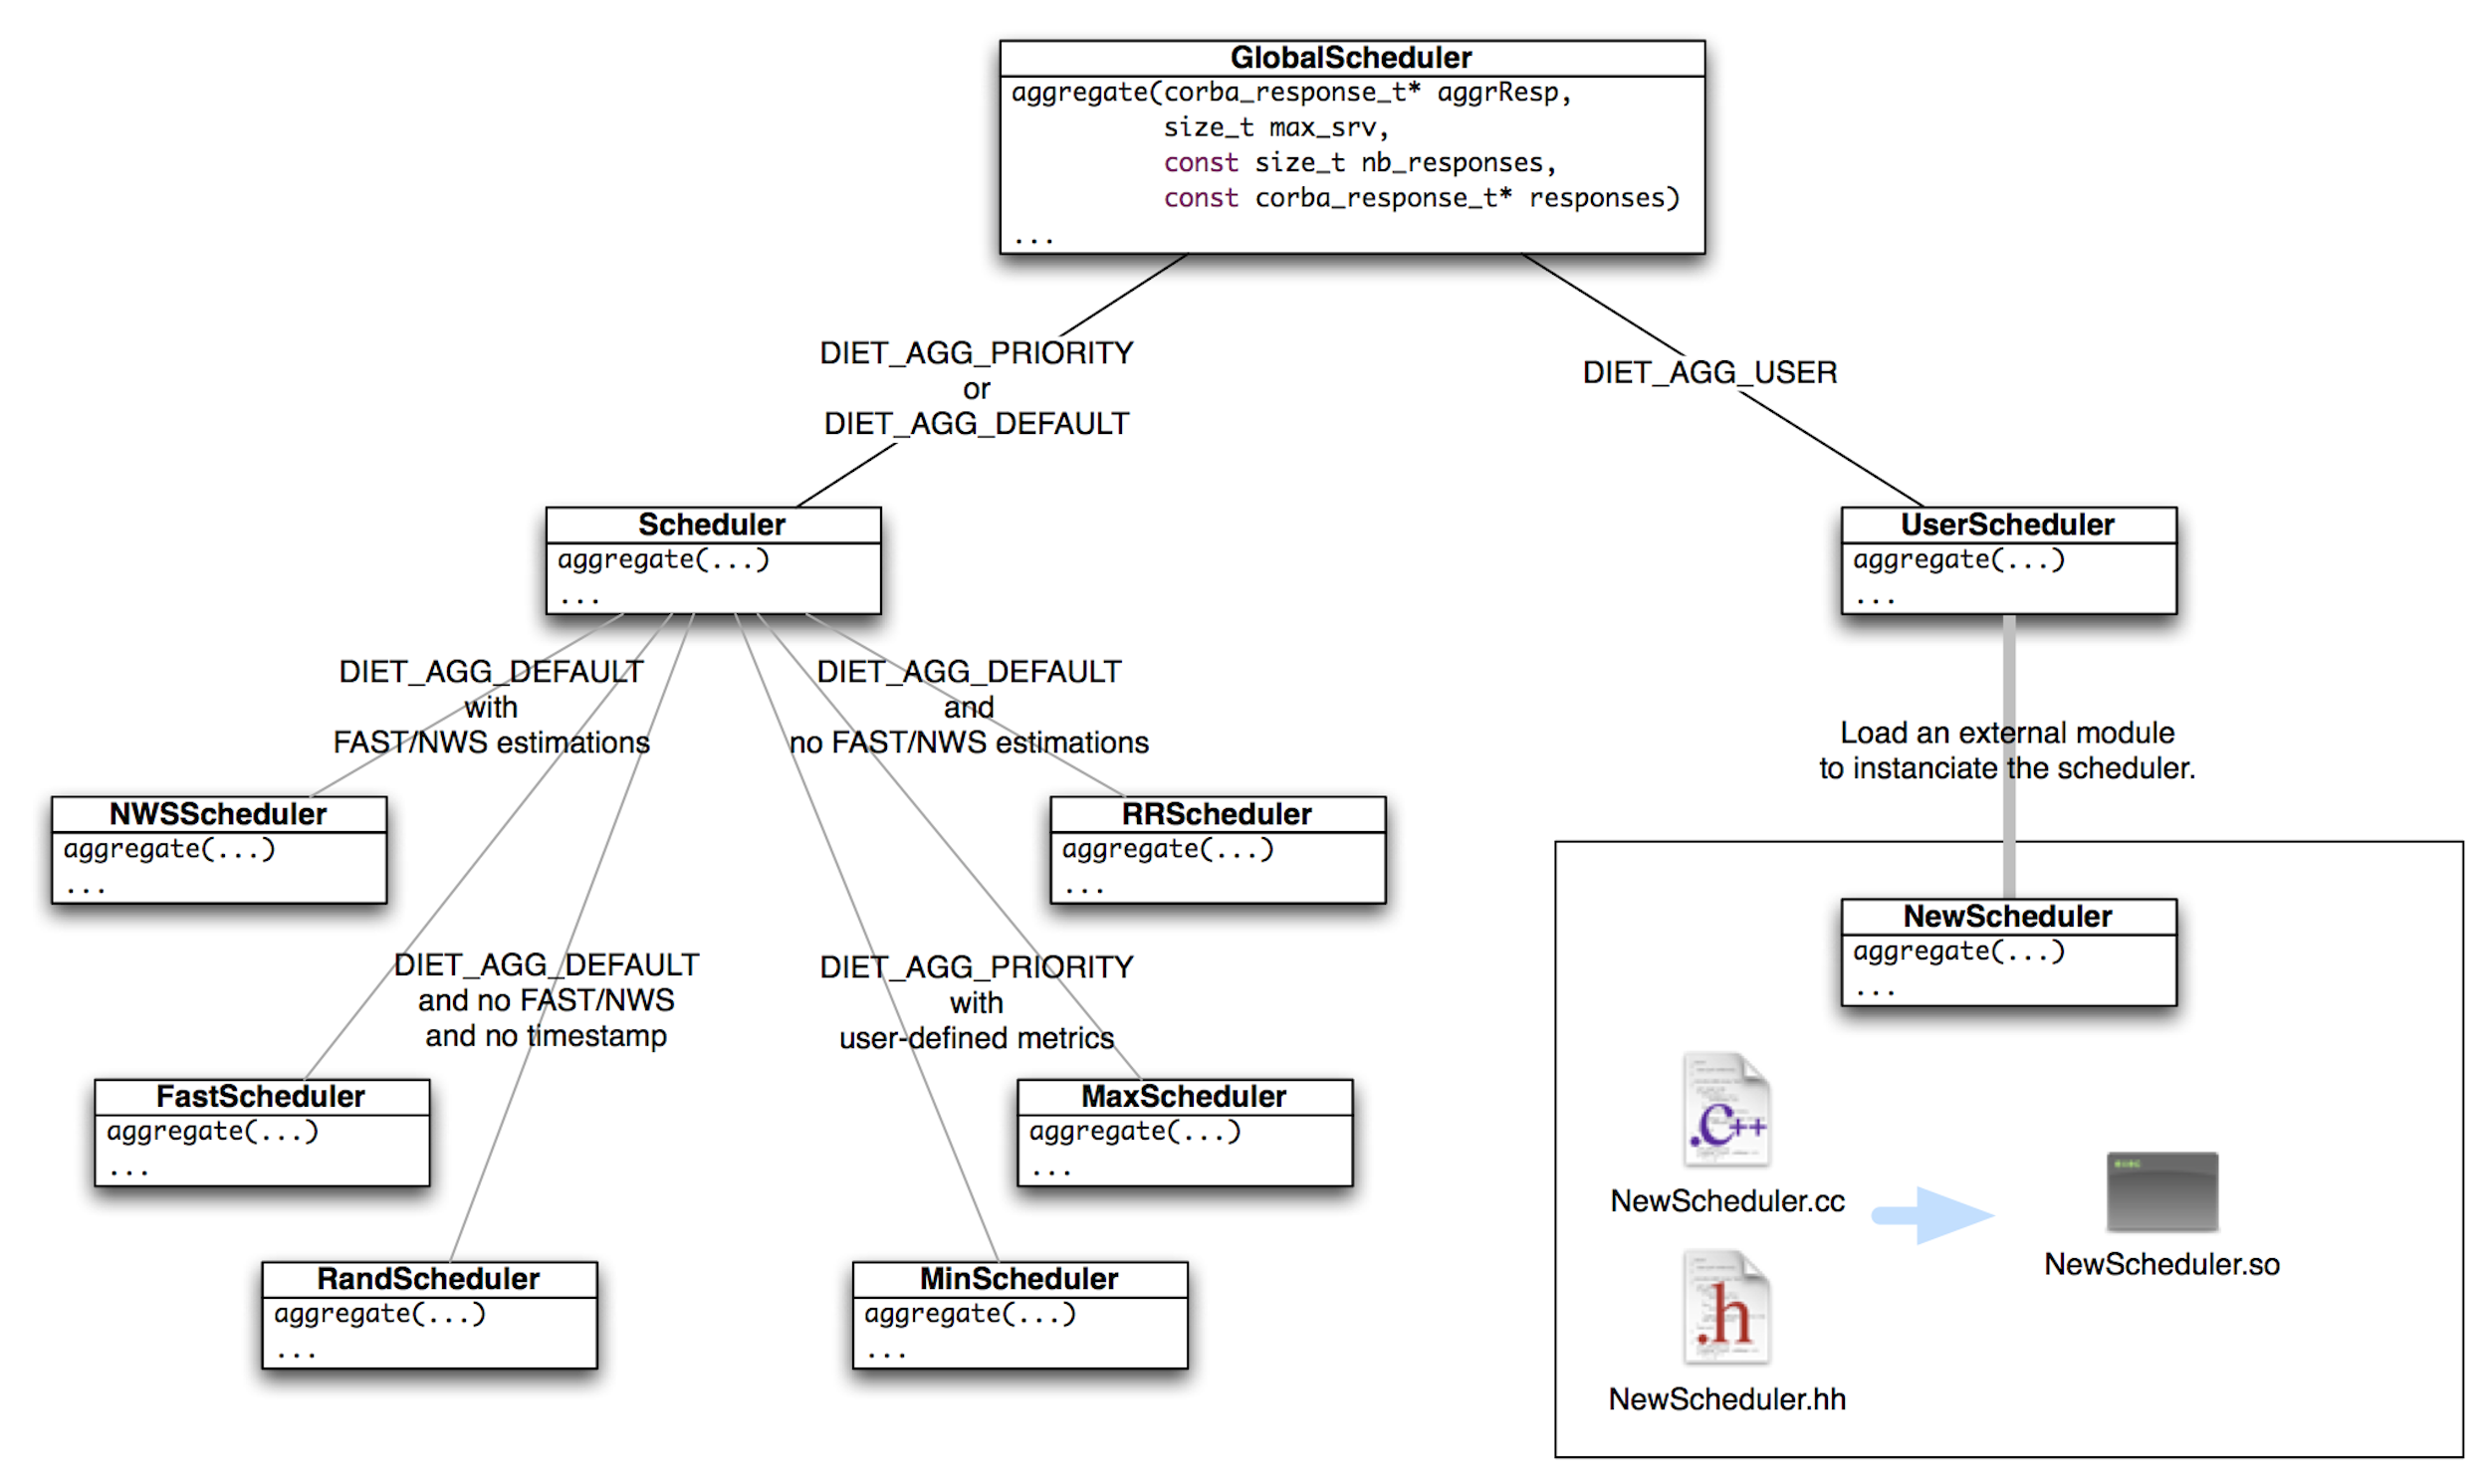 GlobalScheduler
aggregate(corba_response_t* aggrResp,
size_t max_srv,
const size_t nb_responses,
const corba_response_t* responses)
...
DIET_AGG_PRIORITY
or
DIET_AGG_DEFAULT
DIET_AGG_USER
Scheduler
aggregate(...)
...
UserScheduler
aggregate(...)
...
DIET_AGG_DEFAULT
with
FAST/NWS estimations
DIET_AGG_DEFAULT
and
no FAST/NWS estimations
Load an external module
to instanciate the scheduler.
NWSScheduler
aggregate(...)
...
RRScheduler
aggregate(...)
...
NewScheduler
aggregate(...)
...
DIET_AGG_DEFAULT
and no FAST/NWS
and no timestamp
DIET_AGG_PRIORITY
with
user-defined metrics
FastScheduler
aggregate(...)
...
MaxScheduler
aggregate(...)
...
RandScheduler
aggregate(...)
...
MinScheduler
aggregate(...)
...
.C++
NewScheduler.cc
.h
NewScheduler.hh
NewScheduler.so